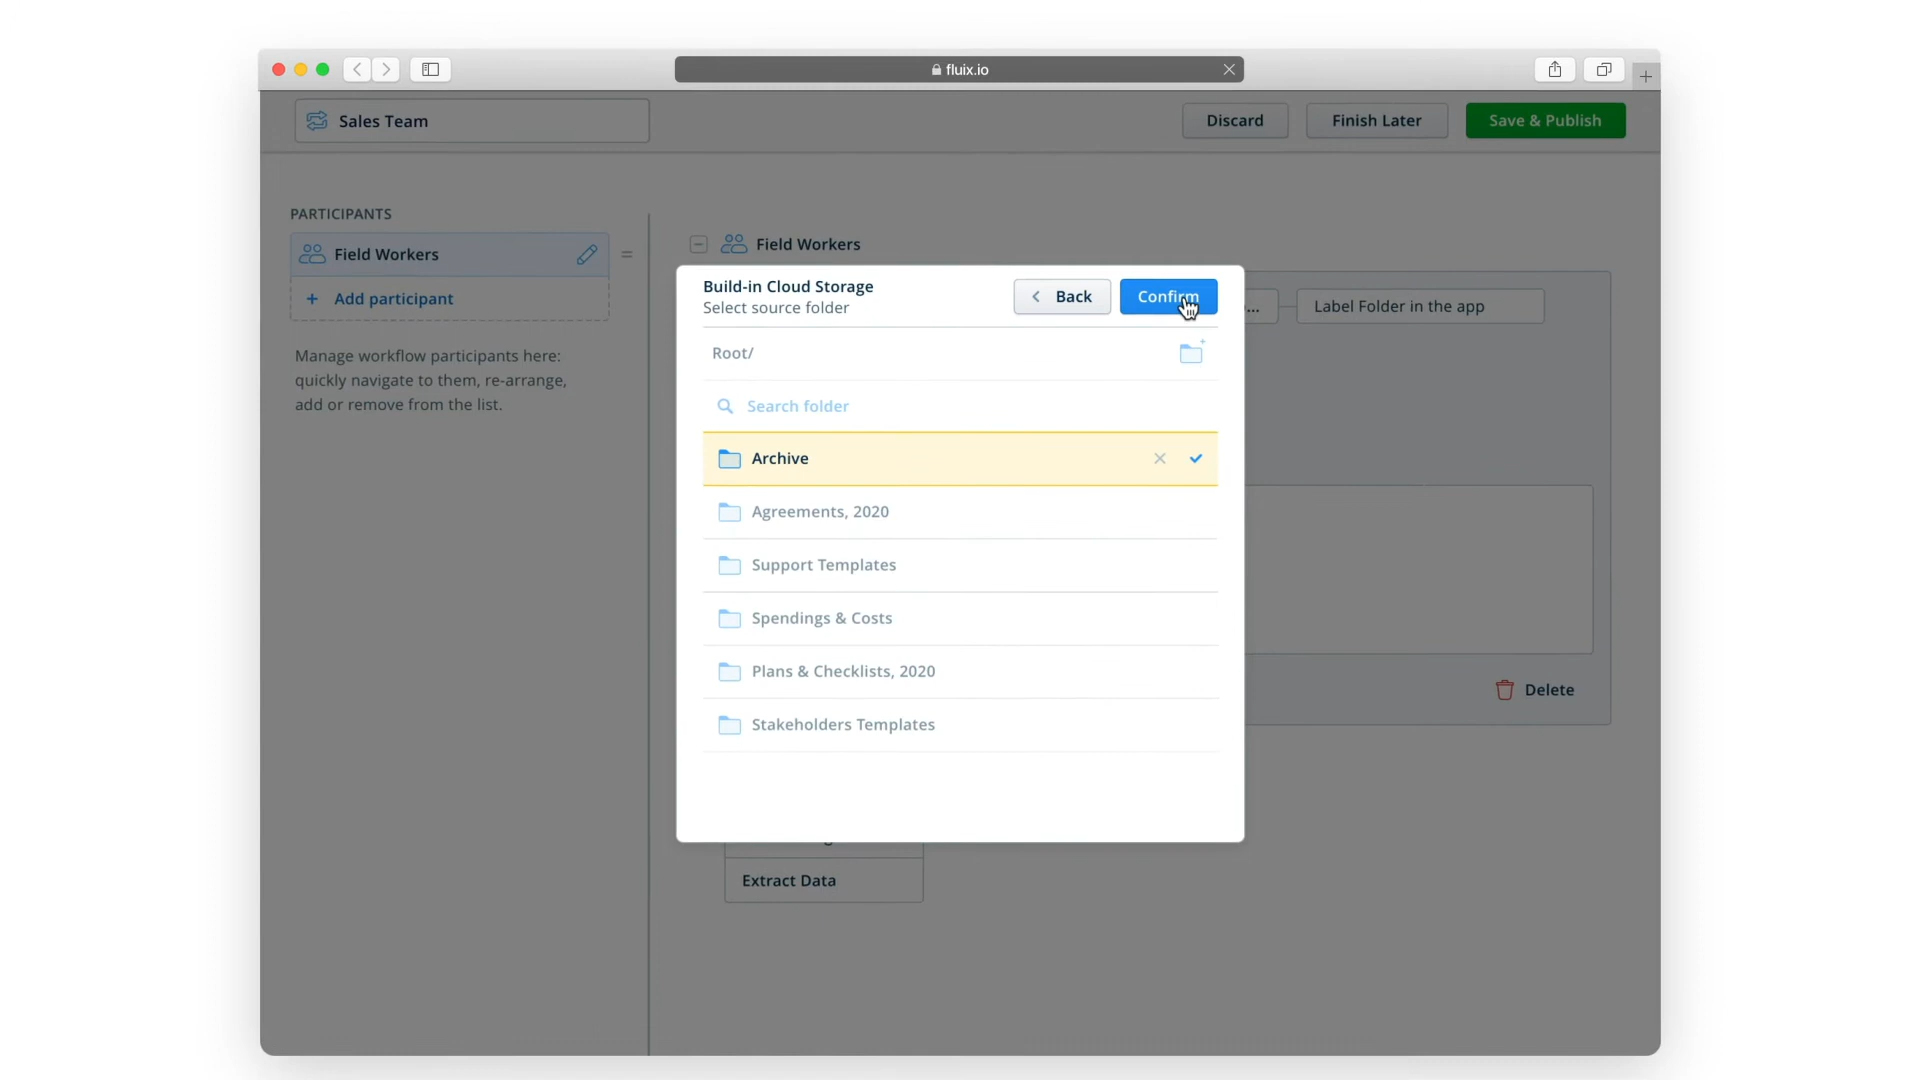 fluix.io
Sales Team
Discard
Finish Later
Save & Publish
PARTICIPANTS
Field Workers
Add participant
Manage workflow participants here:
quickly navigate to them, re-arrange,
add or remove from the list.
Field Workers
...
Label Folder in the app
Build-in Cloud Storage
Select source folder
Back
Confirm
Root/
Search folder
Archive
Agreements, 2020
Support Templates
Spendings & Costs
Plans & Checklists, 2020
Stakeholders Templates
Delete
Extract Data